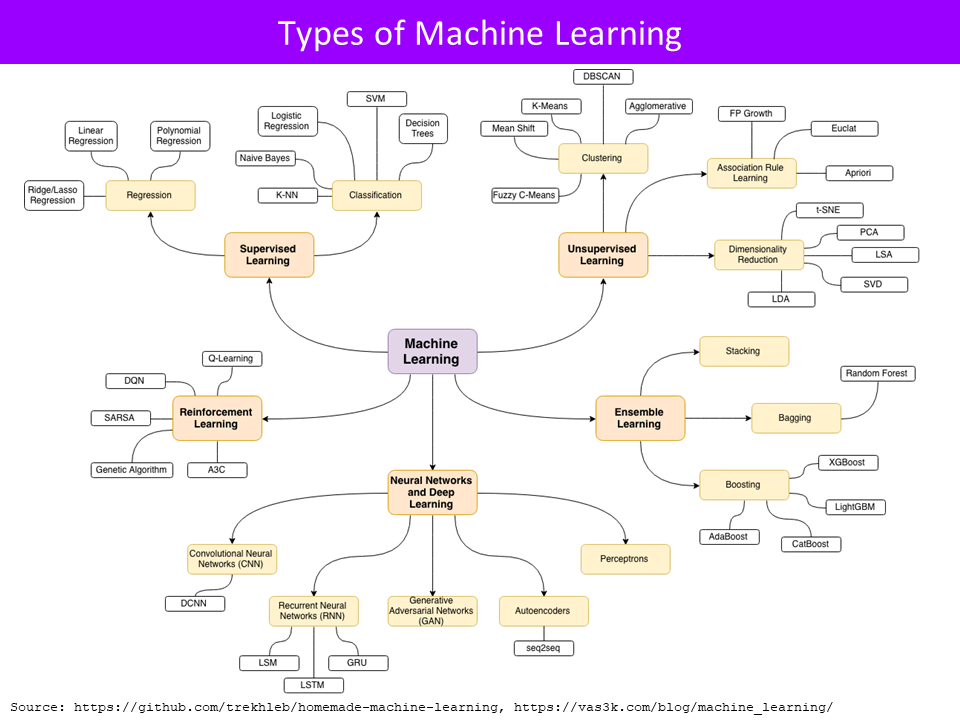 Types of Machine Learning
DBSCAN
SVM
K-Means
Agglomerative
Logistic
Regression
FP Growth
Linear
Regression
Polynomial
Regression
Decision
Trees
Mean Shift
Euclat
Naive Bayes
Clustering
Association Rule
Learning
Apriori
Ridge/Lasso
Regression
Regression
K-NN
Classification
Fuzzy C-Means
t-SNE
PCA
Supervised
Learning
Unsupervised
Learning
Dimensionality
Reduction
LSA
SVD
LDA
Machine
Learning
Stacking
Q-Learning
Random Forest
DQN
SARSA
Reinforcement
Learning
Ensemble
Learning
Bagging
Genetic Algorithm
A3C
XGBoost
Neural Networks
and Deep
Learning
Boosting
LightGBM
AdaBoost
CatBoost
Convolutional Neural
Networks (CNN)
Perceptrons
DCNN
Recurrent Neural
Networks (RNN)
Generative
Adversarial Networks
(GAN)
Autoencoders
seq2seq
LSM
GRU
LSTM
Source: https://github.com/trekhleb/homemade-machine-learning, https://vas3k.com/blog/machine_learning/